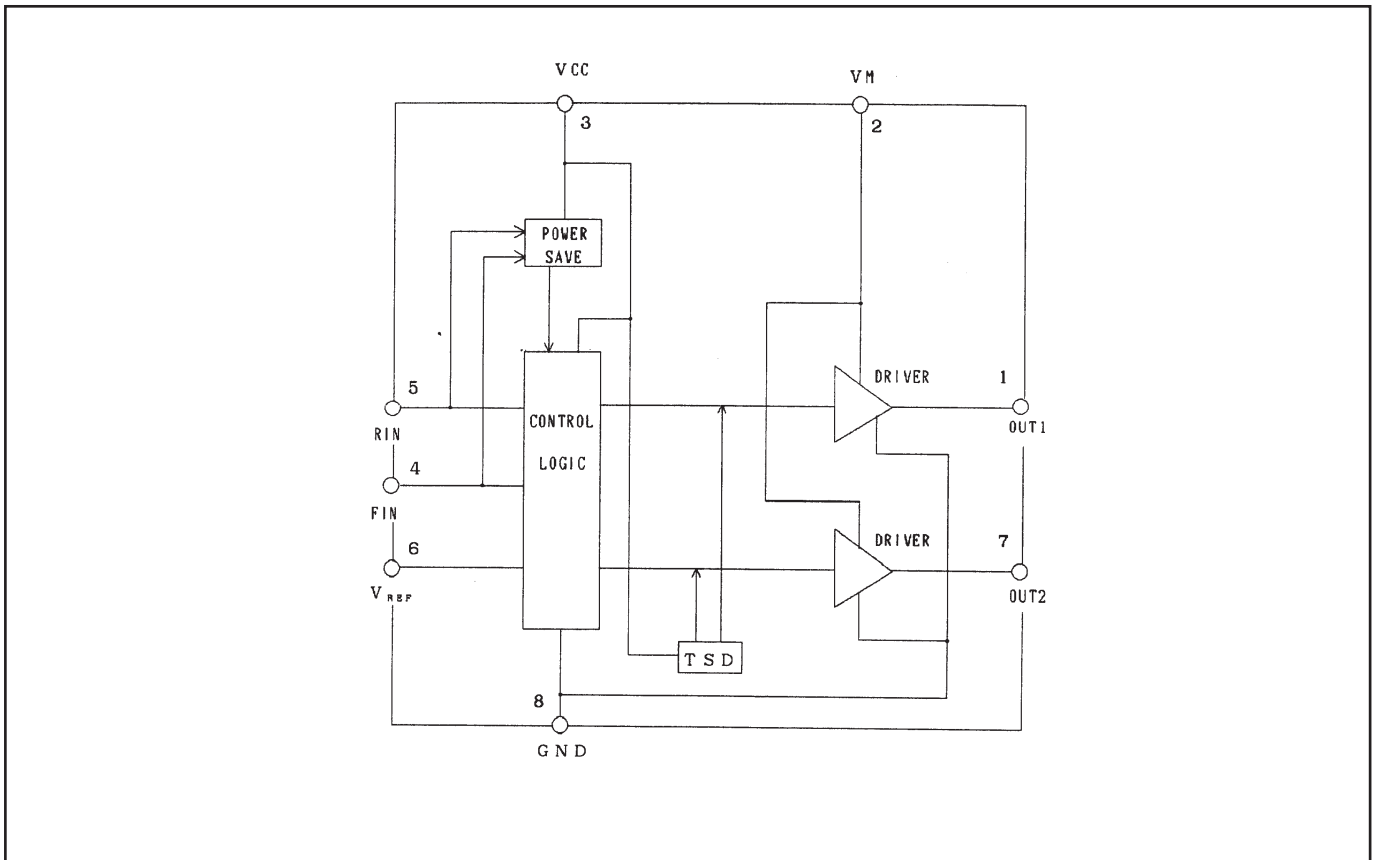 VCC
VM
3
2
POWER
SAVE
5
DRIVER
1
CONTROL
RIN
OUT1
LOGIC
4
FIN
DRIVER
7
6
VREF
OUT2
TSD
8
GND